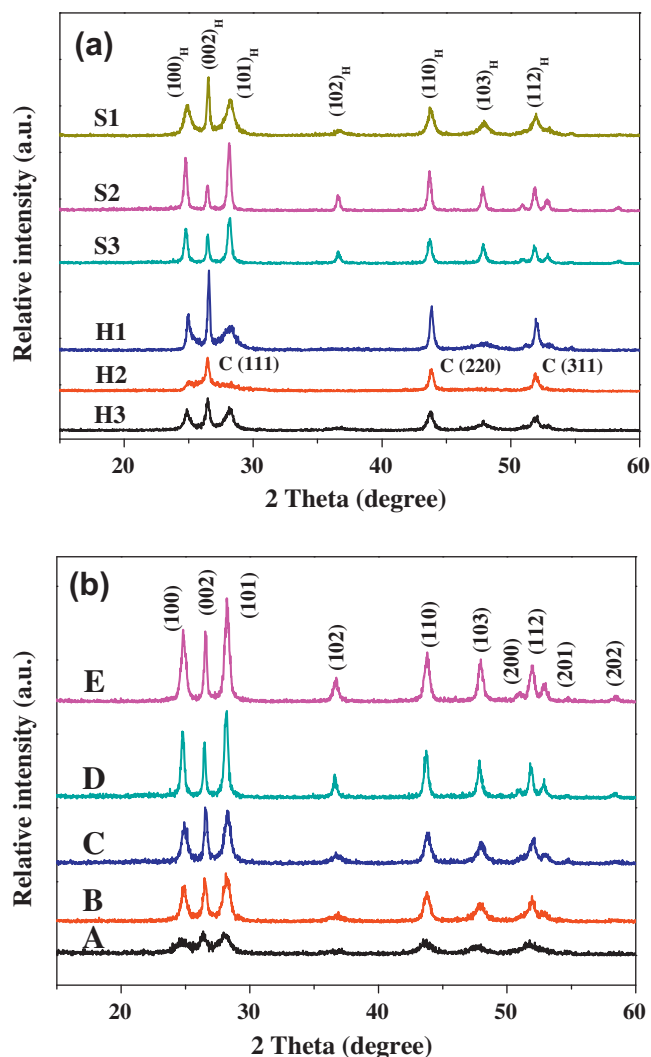 (a)
(100)H
(002)H
(101)H
(102)H
(110)H
(103)H
(112)H
S1
S2
S3
H1
C (111)
C (220)
C (311)
H2
H3
Relative intensity (a.u.)
20 30 40 50 60
2 Theta (degree)
(b)
(100)
(002)
(101)
(102)
(110)
(103)
(200)
(112)
(201)
(202)
E
D
C
B
A
Relative intensity (a.u.)
20 30 40 50 60
2 Theta (degree)